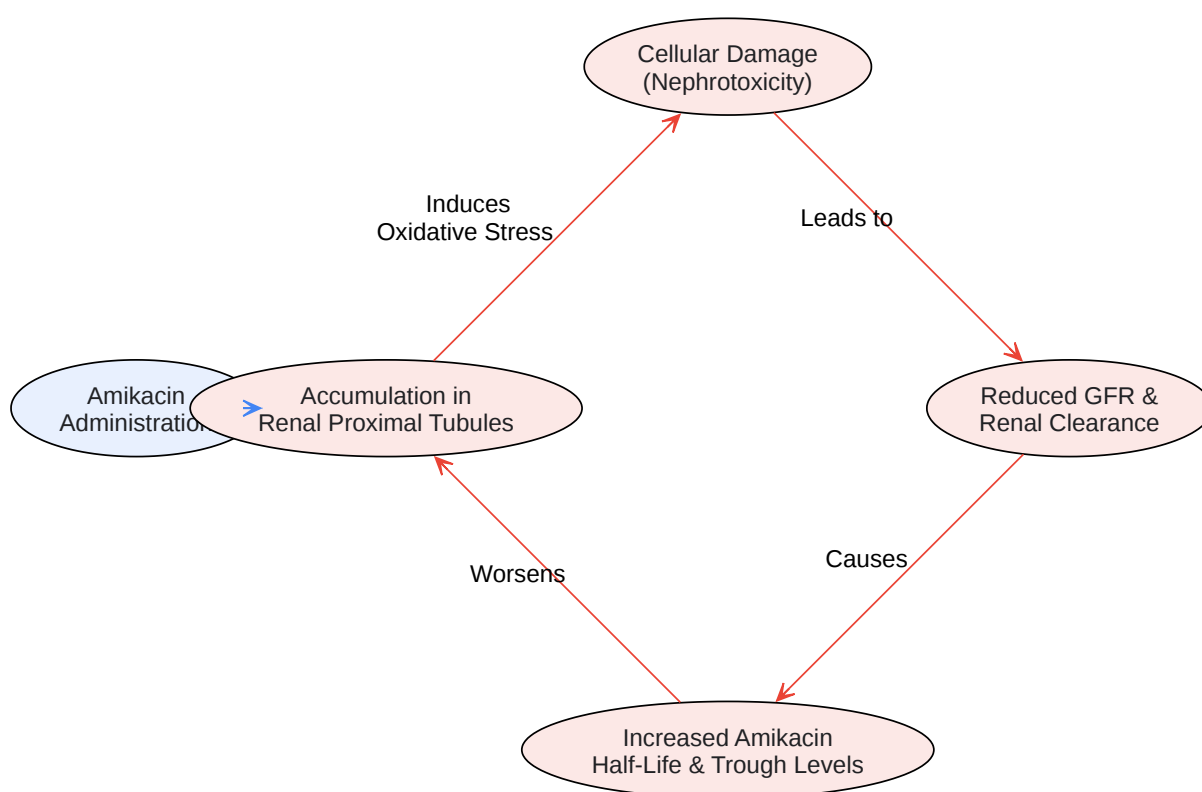 Cellular Damage
(Nephrotoxicity)
Induces
Oxidative Stress
Leads to
Amikacin
Administration
Accumulation in
Renal Proximal Tubules
Reduced GFR &
Renal Clearance
Worsens
Causes
Increased Amikacin
Half-Life & Trough Levels